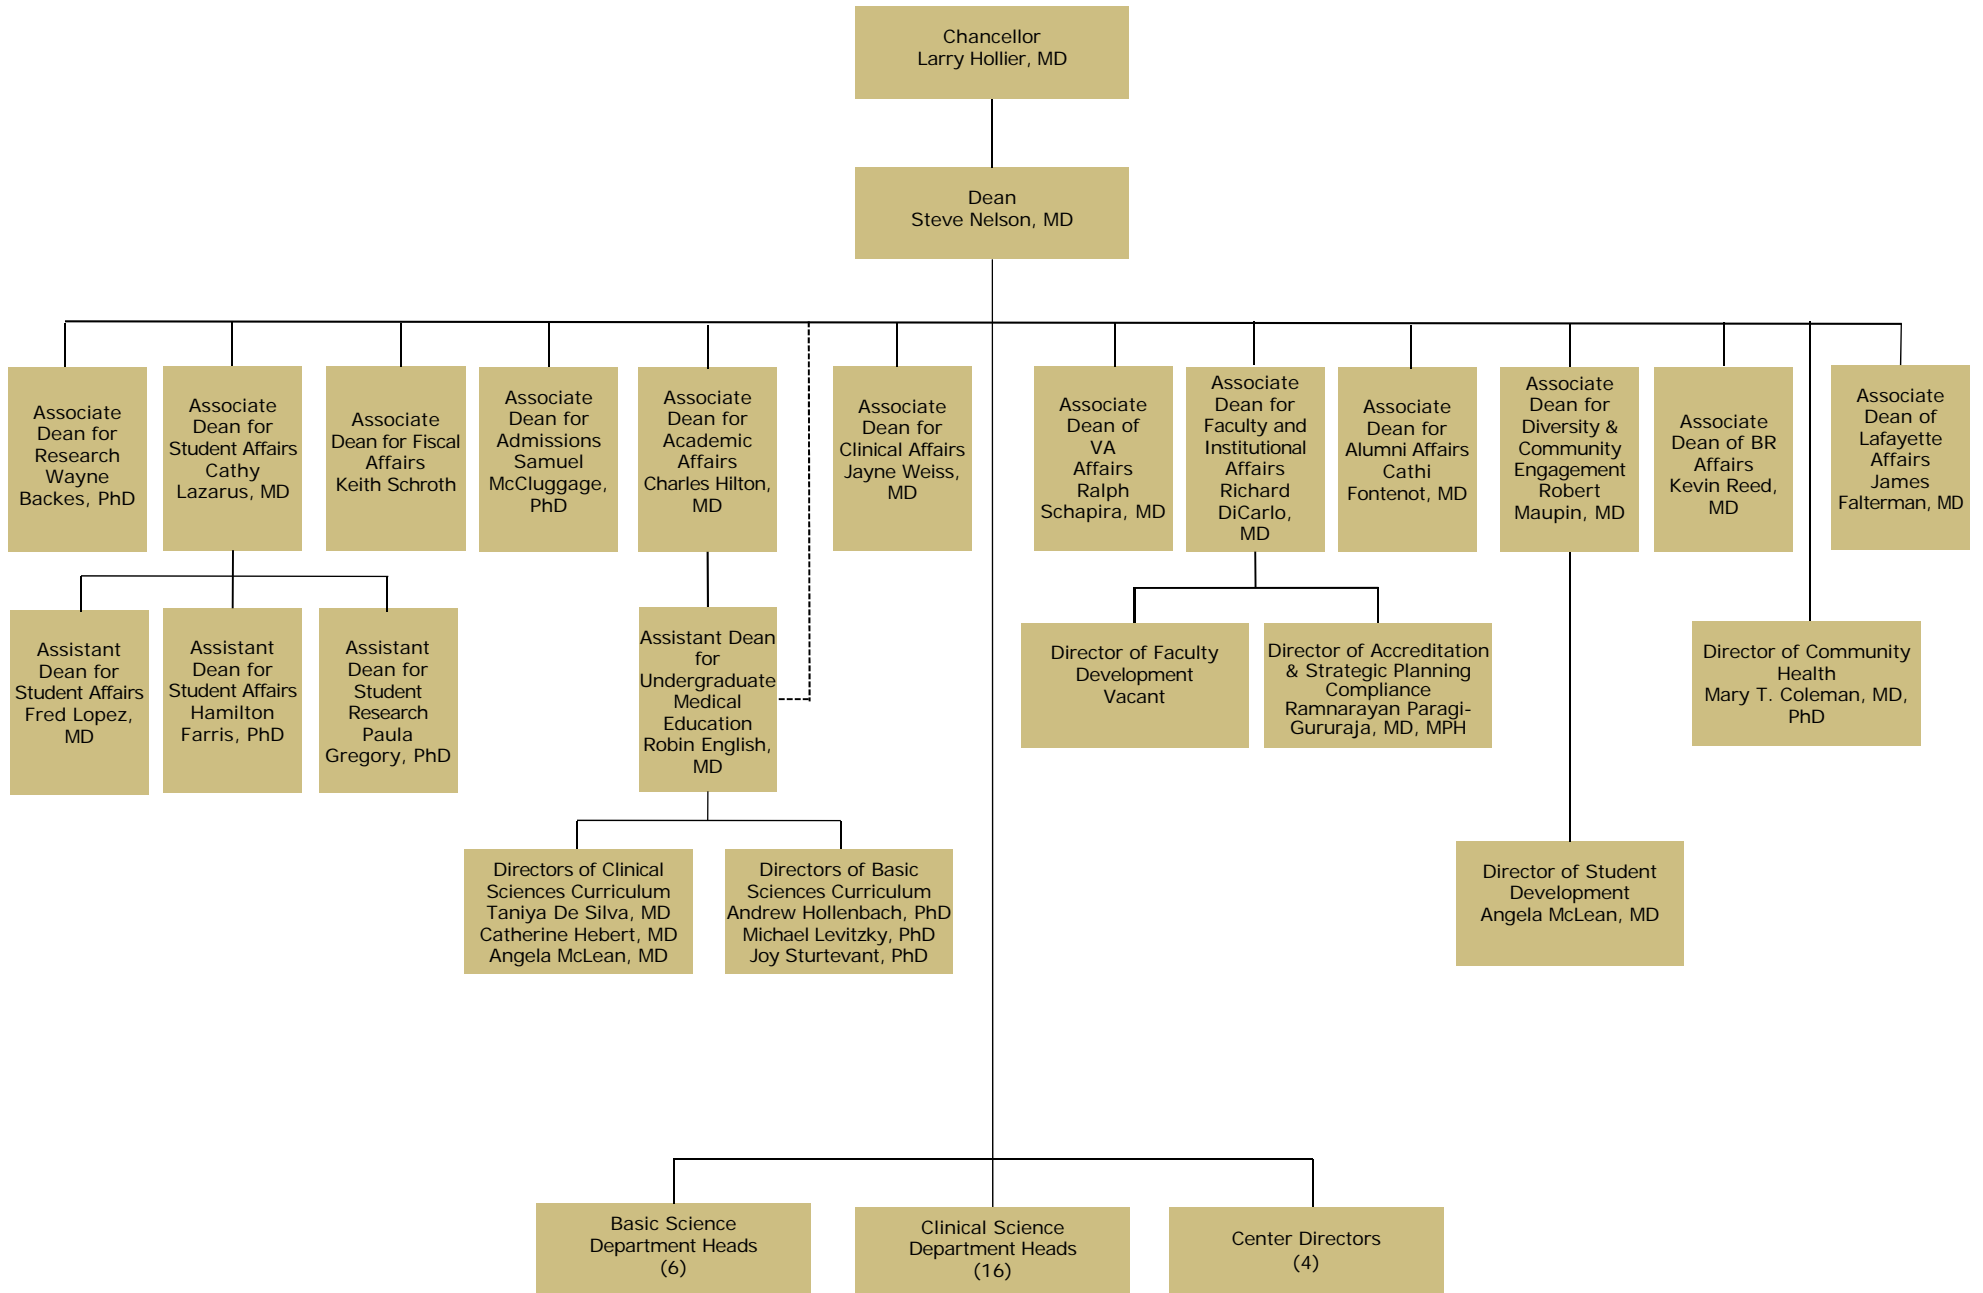 Chancellor
Larry Hollier, MD
Dean
Steve Nelson, MD
Associate
Dean for
Research
Wayne
Backes, PhD
Associate
Dean for
Student Affairs
Cathy
Lazarus, MD
Associate
Dean for Fiscal
Affairs
Keith Schroth
Associate
Dean for
Admissions
Samuel
McCluggage,
PhD
Associate
Dean for
Academic
Affairs
Charles Hilton,
MD
Associate
Dean for
Clinical Affairs
Jayne Weiss,
MD
Associate
Dean of
VA
Affairs
Ralph
Schapira, MD
Associate
Dean for
Faculty and
Institutional
Affairs
Richard
DiCarlo,
MD
Associate
Dean for
Alumni Affairs
Cathi
Fontenot, MD
Associate
Dean for
Diversity &
Community
Engagement
Robert
Maupin, MD
Associate
Dean of BR
Affairs
Kevin Reed,
MD
Associate
Dean of
Lafayette
Affairs
James
Falterman, MD
Assistant
Dean for
Student Affairs
Fred Lopez,
MD
Assistant
Dean for
Student Affairs
Hamilton
Farris, PhD
Assistant
Dean for
Student
Research
Paula
Gregory, PhD
Assistant Dean
for
Undergraduate
Medical
Education
Robin English,
MD
Director of Faculty
Development
Vacant
Director of Accreditation
& Strategic Planning
Compliance
Ramnarayan Paragi-
Gururaja, MD, MPH
Director of Community
Health
Mary T. Coleman, MD,
PhD
Directors of Clinical
Sciences Curriculum
Taniya De Silva, MD
Catherine Hebert, MD
Angela McLean, MD
Directors of Basic
Sciences Curriculum
Andrew Hollenbach, PhD
Michael Levitzky, PhD
Joy Sturtevant, PhD
Director of Student
Development
Angela McLean, MD
Basic Science
Department Heads
(6)
Clinical Science
Department Heads
(16)
Center Directors
(4)